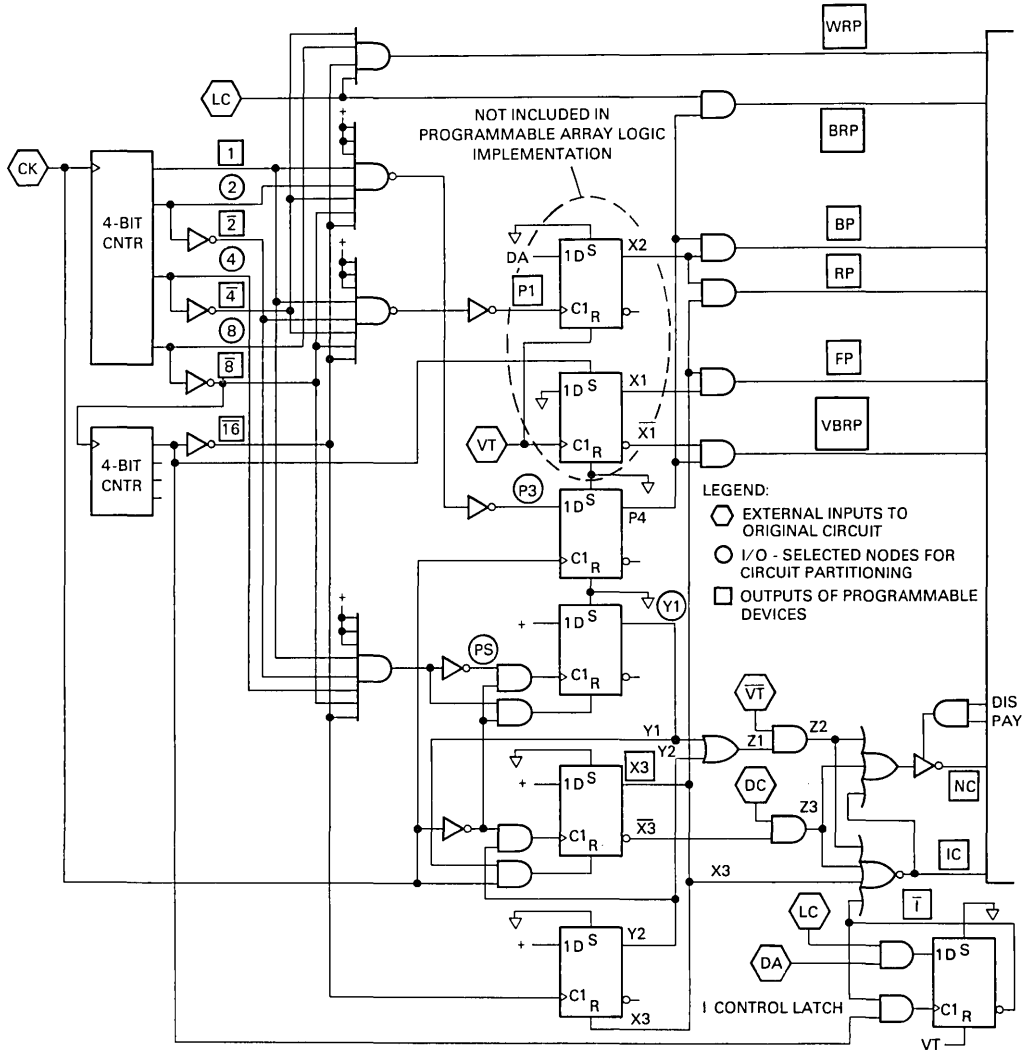 WRP
LC
BRP
NOT INCLUDED IN
PROGRAMMABLE ARRAY LOGIC
IMPLEMENTATION
CK
1
2
4-BIT
CNTR
2̅
4
4̅
8
8̅
DA
1D S
X2
P1
C1 R
BP
RP
1D S
X1
FP
VT
C1 R
X̅1̅
VBRP
4-BIT
CNTR
1̅6̅
P3
1D S
P4
C1 R
LEGEND:
EXTERNAL INPUTS TO
ORIGINAL CIRCUIT
I/O - SELECTED NODES FOR
CIRCUIT PARTITIONING
OUTPUTS OF PROGRAMMABLE
DEVICES
+
+
+
+
1D S
Y1
PS
C1 R
V̅T̅
Z2
DIS
PAY
Y1
Y2
Z1
X3
+
1D S
DC
Z3
NC
C1 R
X̅3̅
X3
IC
I̅
LC
+
1D S
Y2
DA
1D S
C1 R
X3
I CONTROL LATCH
C1 R
VT